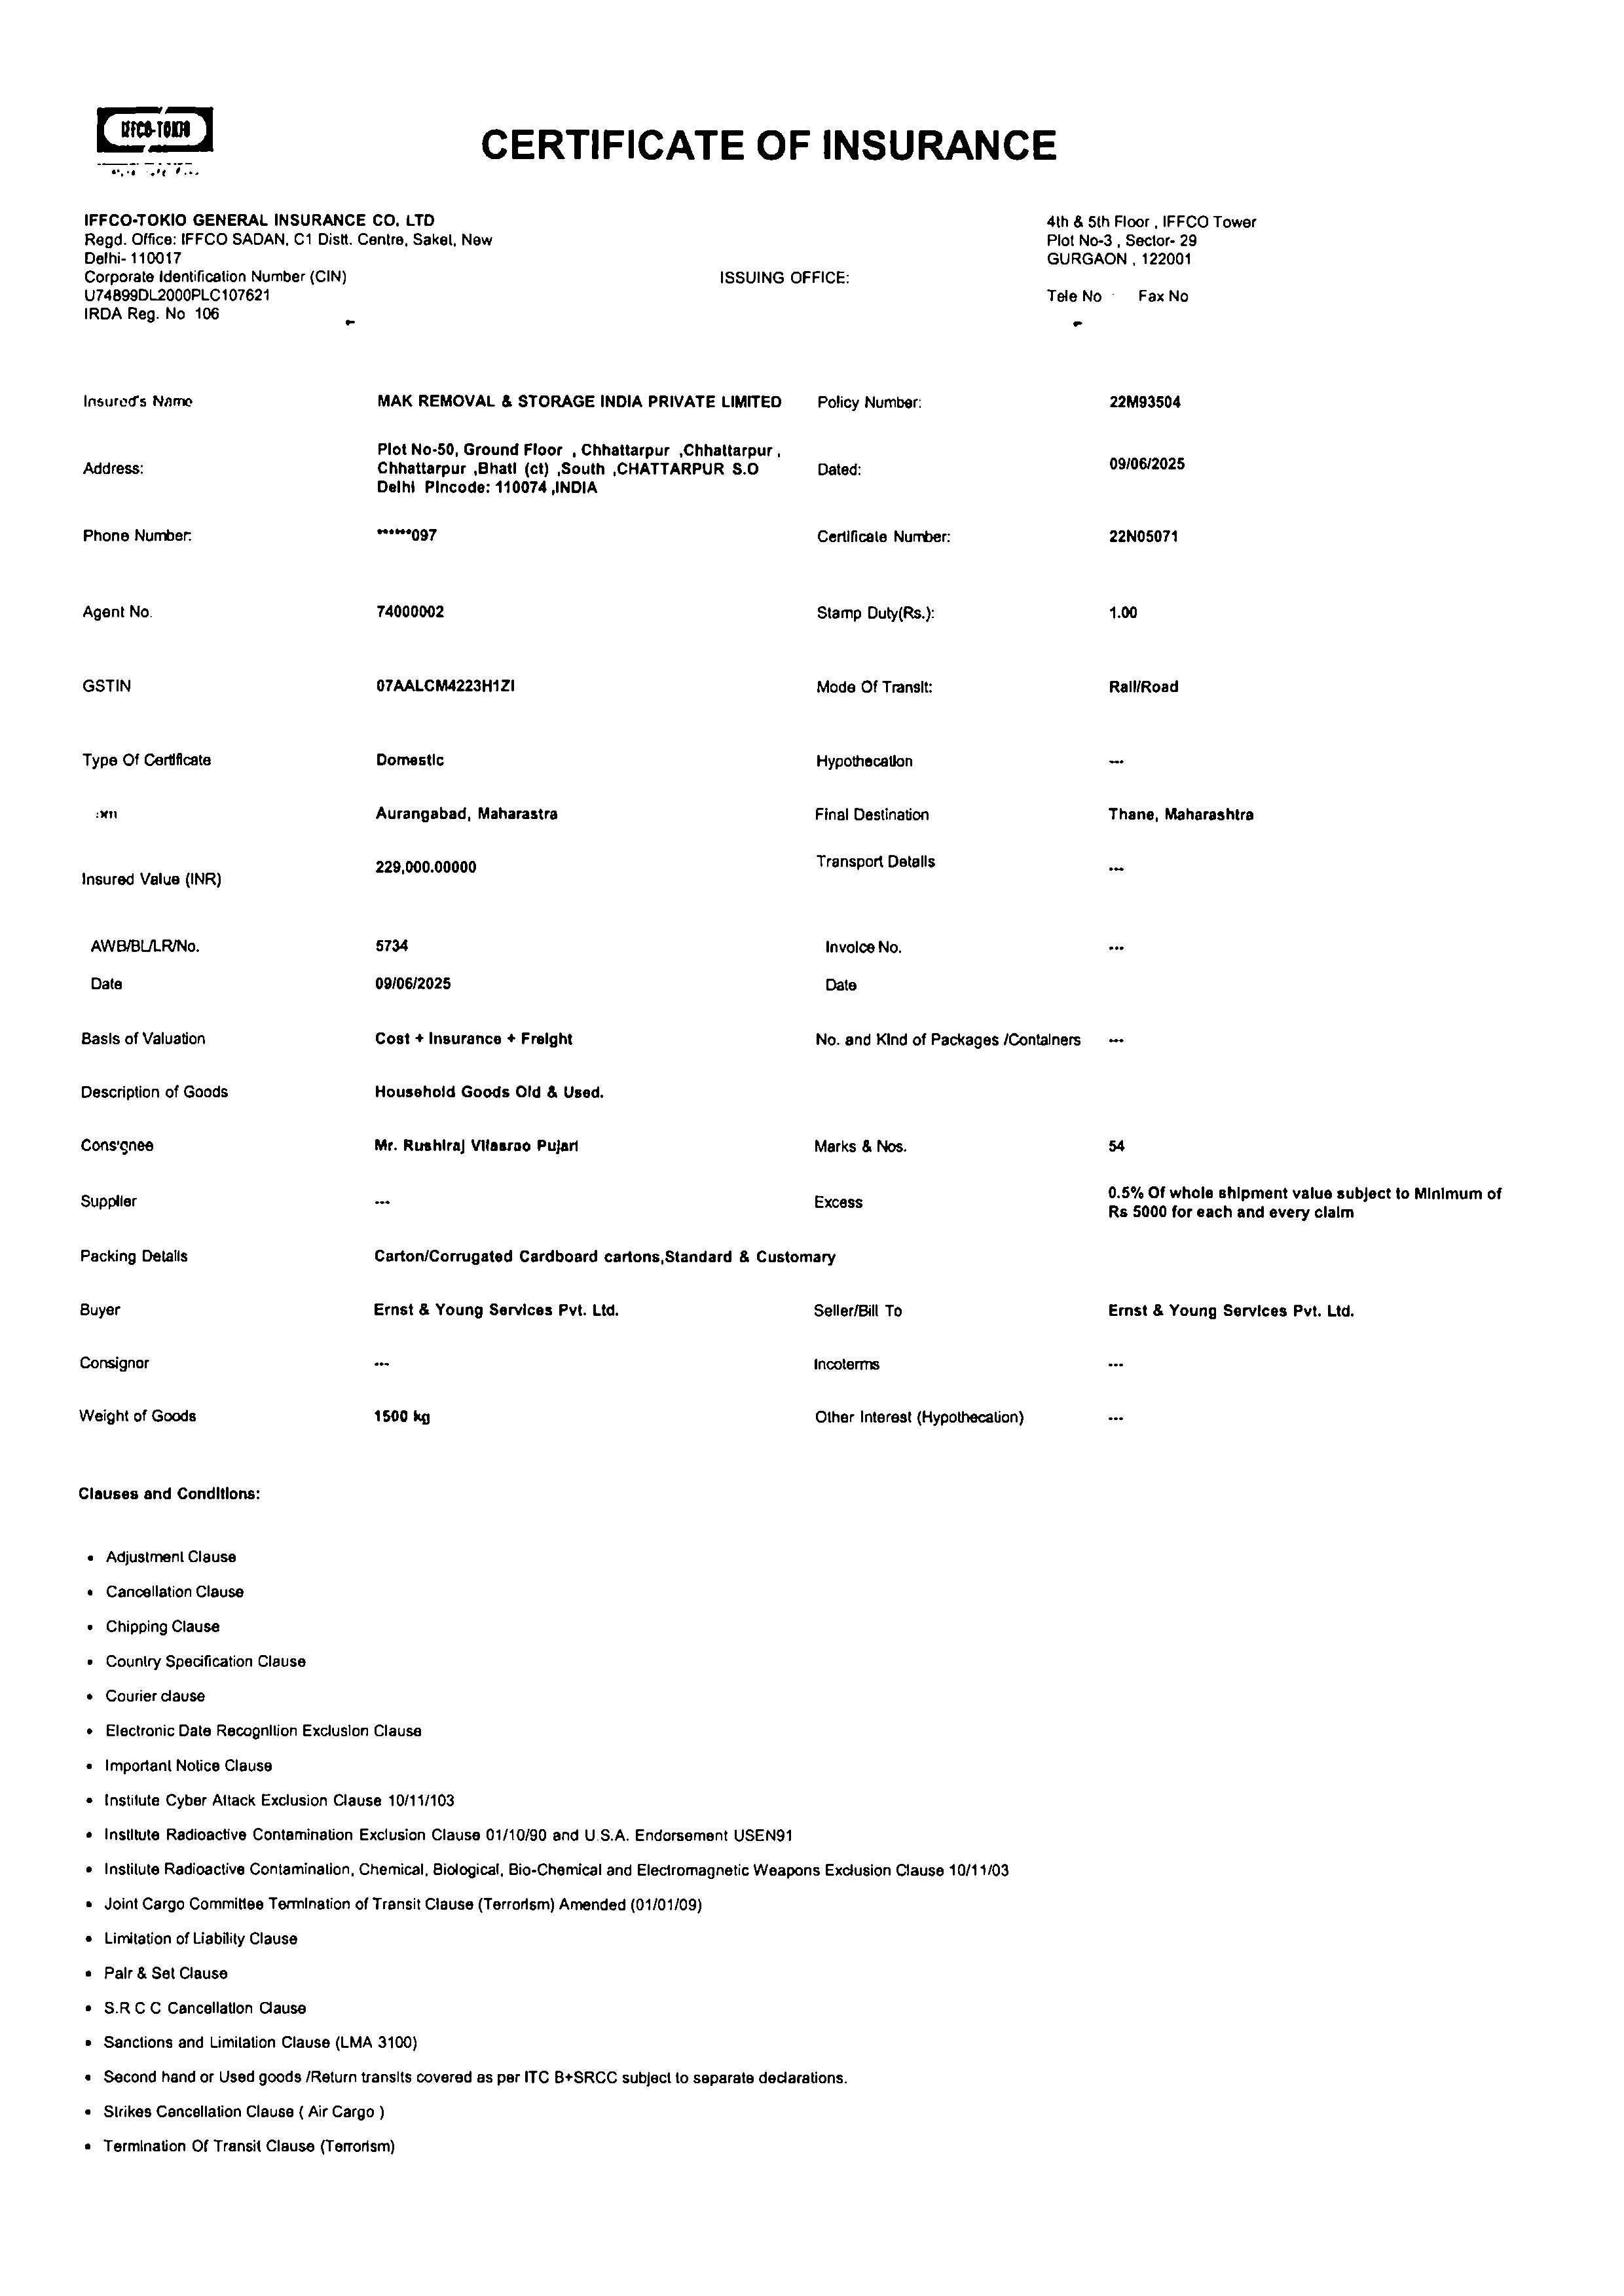 IFFCO-TOKIO
CERTIFICATE OF INSURANCE
IFFCO-TOKIO GENERAL INSURANCE CO. LTD
Regd. Office: IFFCO SADAN, C1 Distt. Centre, Saket, New
Delhi- 110017
Corporate Identification Number (CIN)
U74899DL2000PLC107621
IRDA Reg. No 106
ISSUING OFFICE:
4th & 5th Floor , IFFCO Tower
Plot No-3 , Sector- 29
GURGAON , 122001
Tele No Fax No
Insured's Name MAK REMOVAL & STORAGE INDIA PRIVATE LIMITED Policy Number: 22M93504
Address: Plot No-50, Ground Floor , Chhattarpur ,Chhattarpur ,
Chhattarpur ,Bhati (ct) ,South ,CHATTARPUR S.O
Delhi Pincode: 110074 ,INDIA
Dated: 09/06/2025
Phone Number: ******097 Certificate Number: 22N05071
Agent No. 74000002 Stamp Duty(Rs.): 1.00
GSTIN 07AALCM4223H1ZI Mode Of Transit: Rail/Road
Type Of Certificate Domestic Hypothecation ---
Aurangabad, Maharastra Final Destination Thane, Maharashtra
Insured Value (INR) 229,000.00000 Transport Details ---
AWB/BL/LR/No. 5734 Invoice No. ---
Date 09/06/2025 Date
Basis of Valuation Cost + Insurance + Freight No. and Kind of Packages /Containers ---
Description of Goods Household Goods Old & Used.
Consignee Mr. Rushiraj Vilasrao Pujari Marks & Nos. 54
Supplier --- Excess 0.5% Of whole shipment value subject to Minimum of
Rs 5000 for each and every claim
Packing Details Carton/Corrugated Cardboard cartons,Standard & Customary
Buyer Ernst & Young Services Pvt. Ltd. Seller/Bill To Ernst & Young Services Pvt. Ltd.
Consignor --- Incoterms ---
Weight of Goods 1500 kg Other Interest (Hypothecation) ---
Clauses and Conditions:
• Adjustment Clause
• Cancellation Clause
• Chipping Clause
• Country Specification Clause
• Courier clause
• Electronic Date Recognition Exclusion Clause
• Important Notice Clause
• Institute Cyber Attack Exclusion Clause 10/11/103
• Institute Radioactive Contamination Exclusion Clause 01/10/90 and U.S.A. Endorsement USEN91
• Institute Radioactive Contamination, Chemical, Biological, Bio-Chemical and Electromagnetic Weapons Exclusion Clause 10/11/03
• Joint Cargo Committee Termination of Transit Clause (Terrorism) Amended (01/01/09)
• Limitation of Liability Clause
• Pair & Set Clause
• S.R C C Cancellation Clause
• Sanctions and Limitation Clause (LMA 3100)
• Second hand or Used goods /Return transits covered as per ITC B+SRCC subject to separate declarations.
• Strikes Cancellation Clause ( Air Cargo )
• Termination Of Transit Clause (Terrorism)